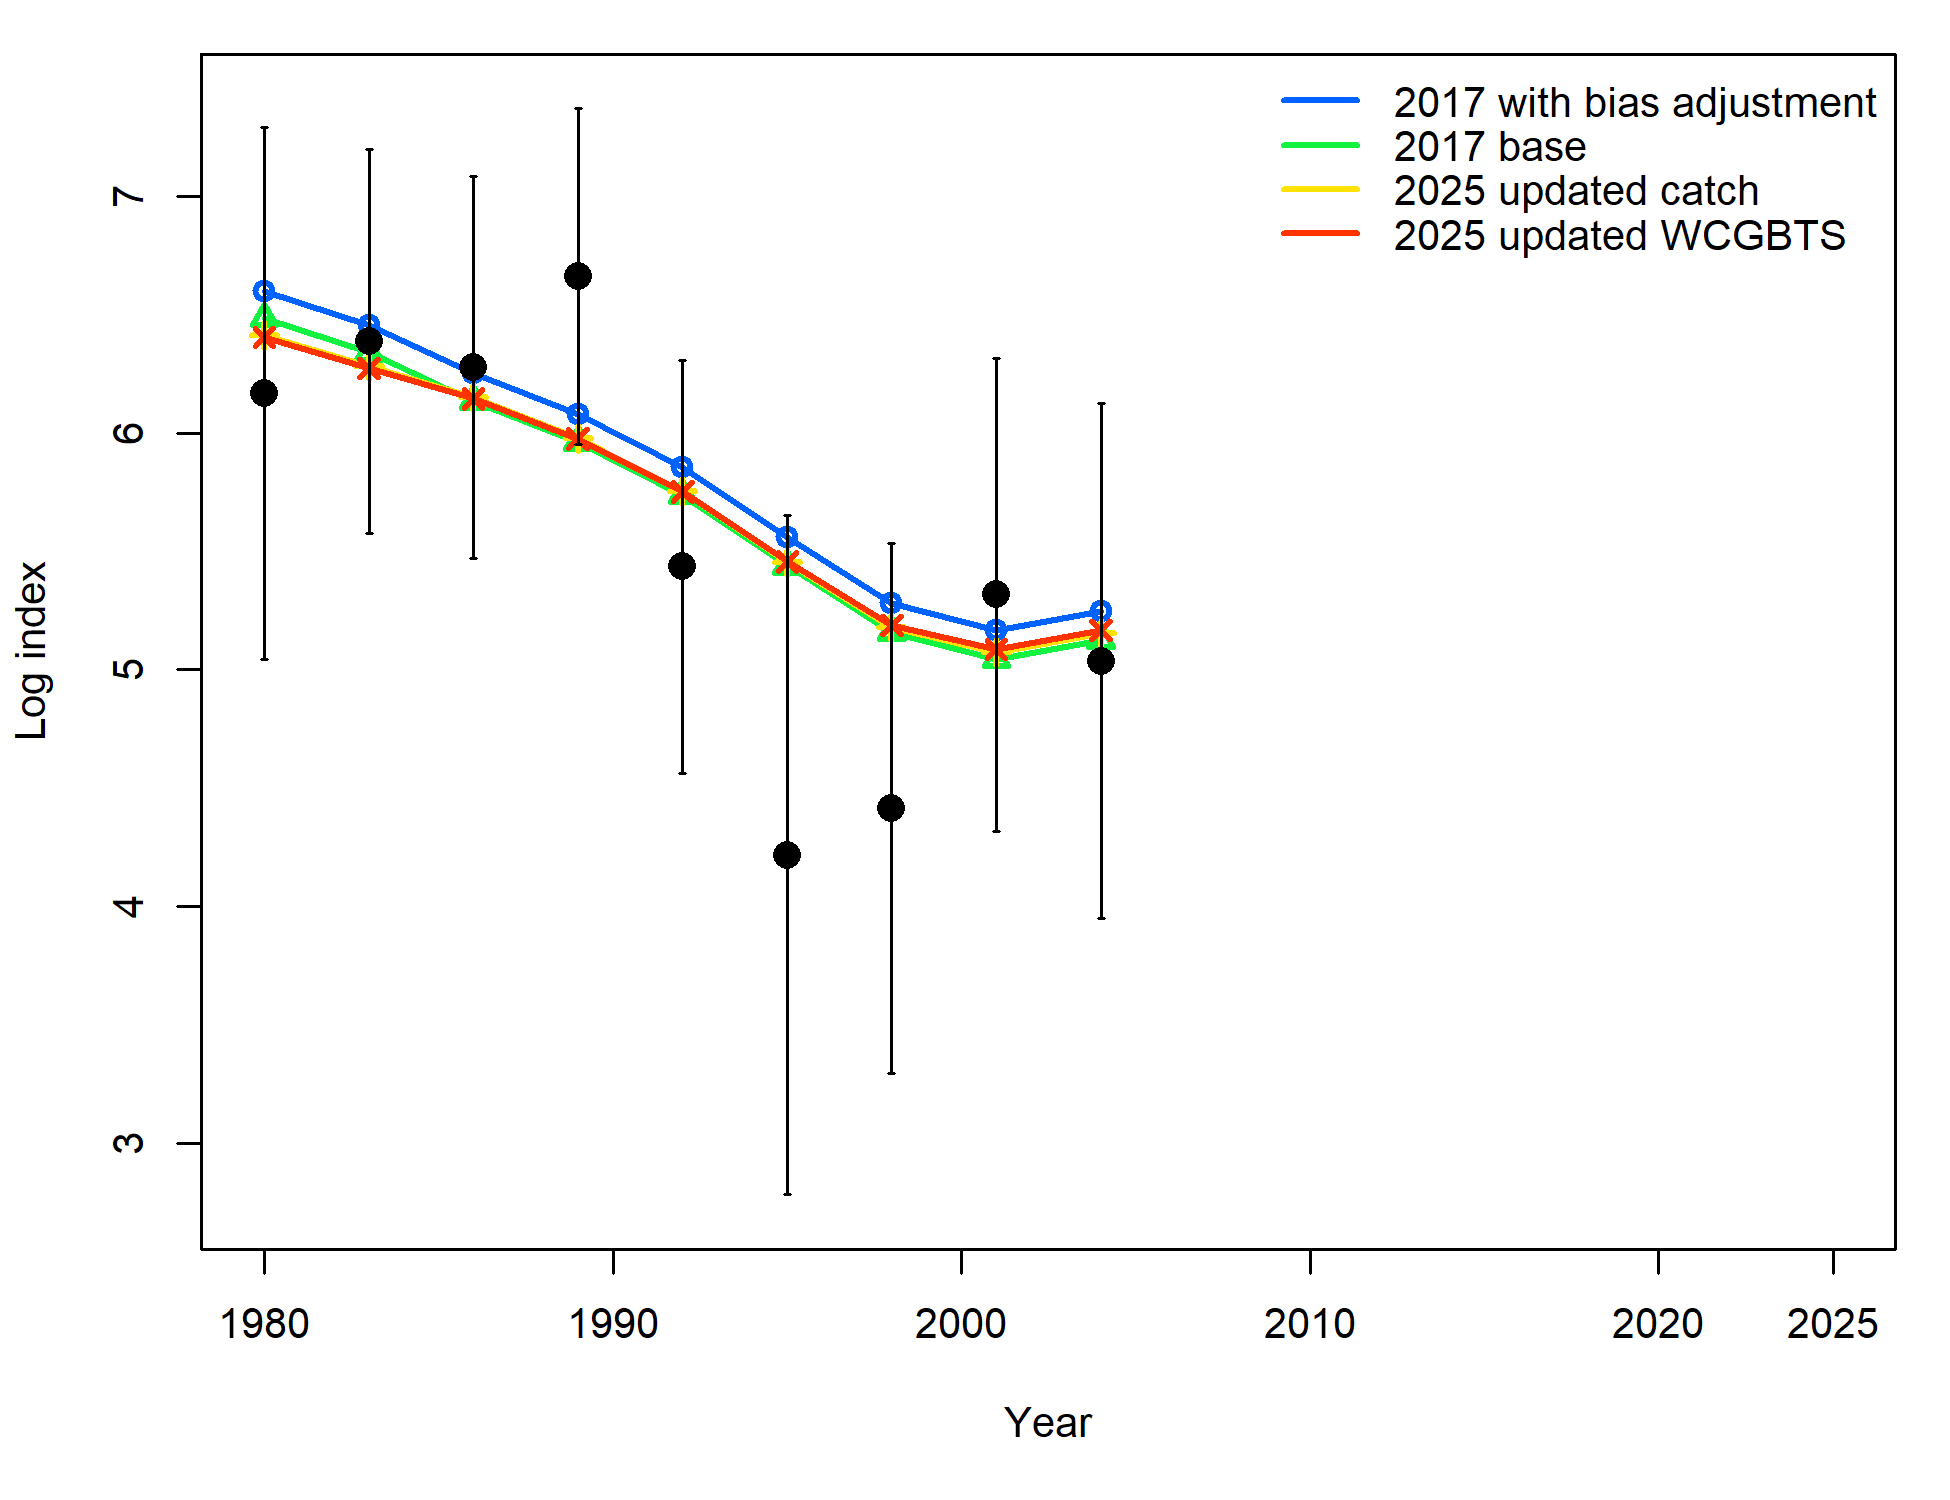 2017 with bias adjustment
2017 base
2025 updated catch
2025 updated WCGBTS
7
6
5
4
3
Log index
1980 1990 2000 2010 2020 2025
Year